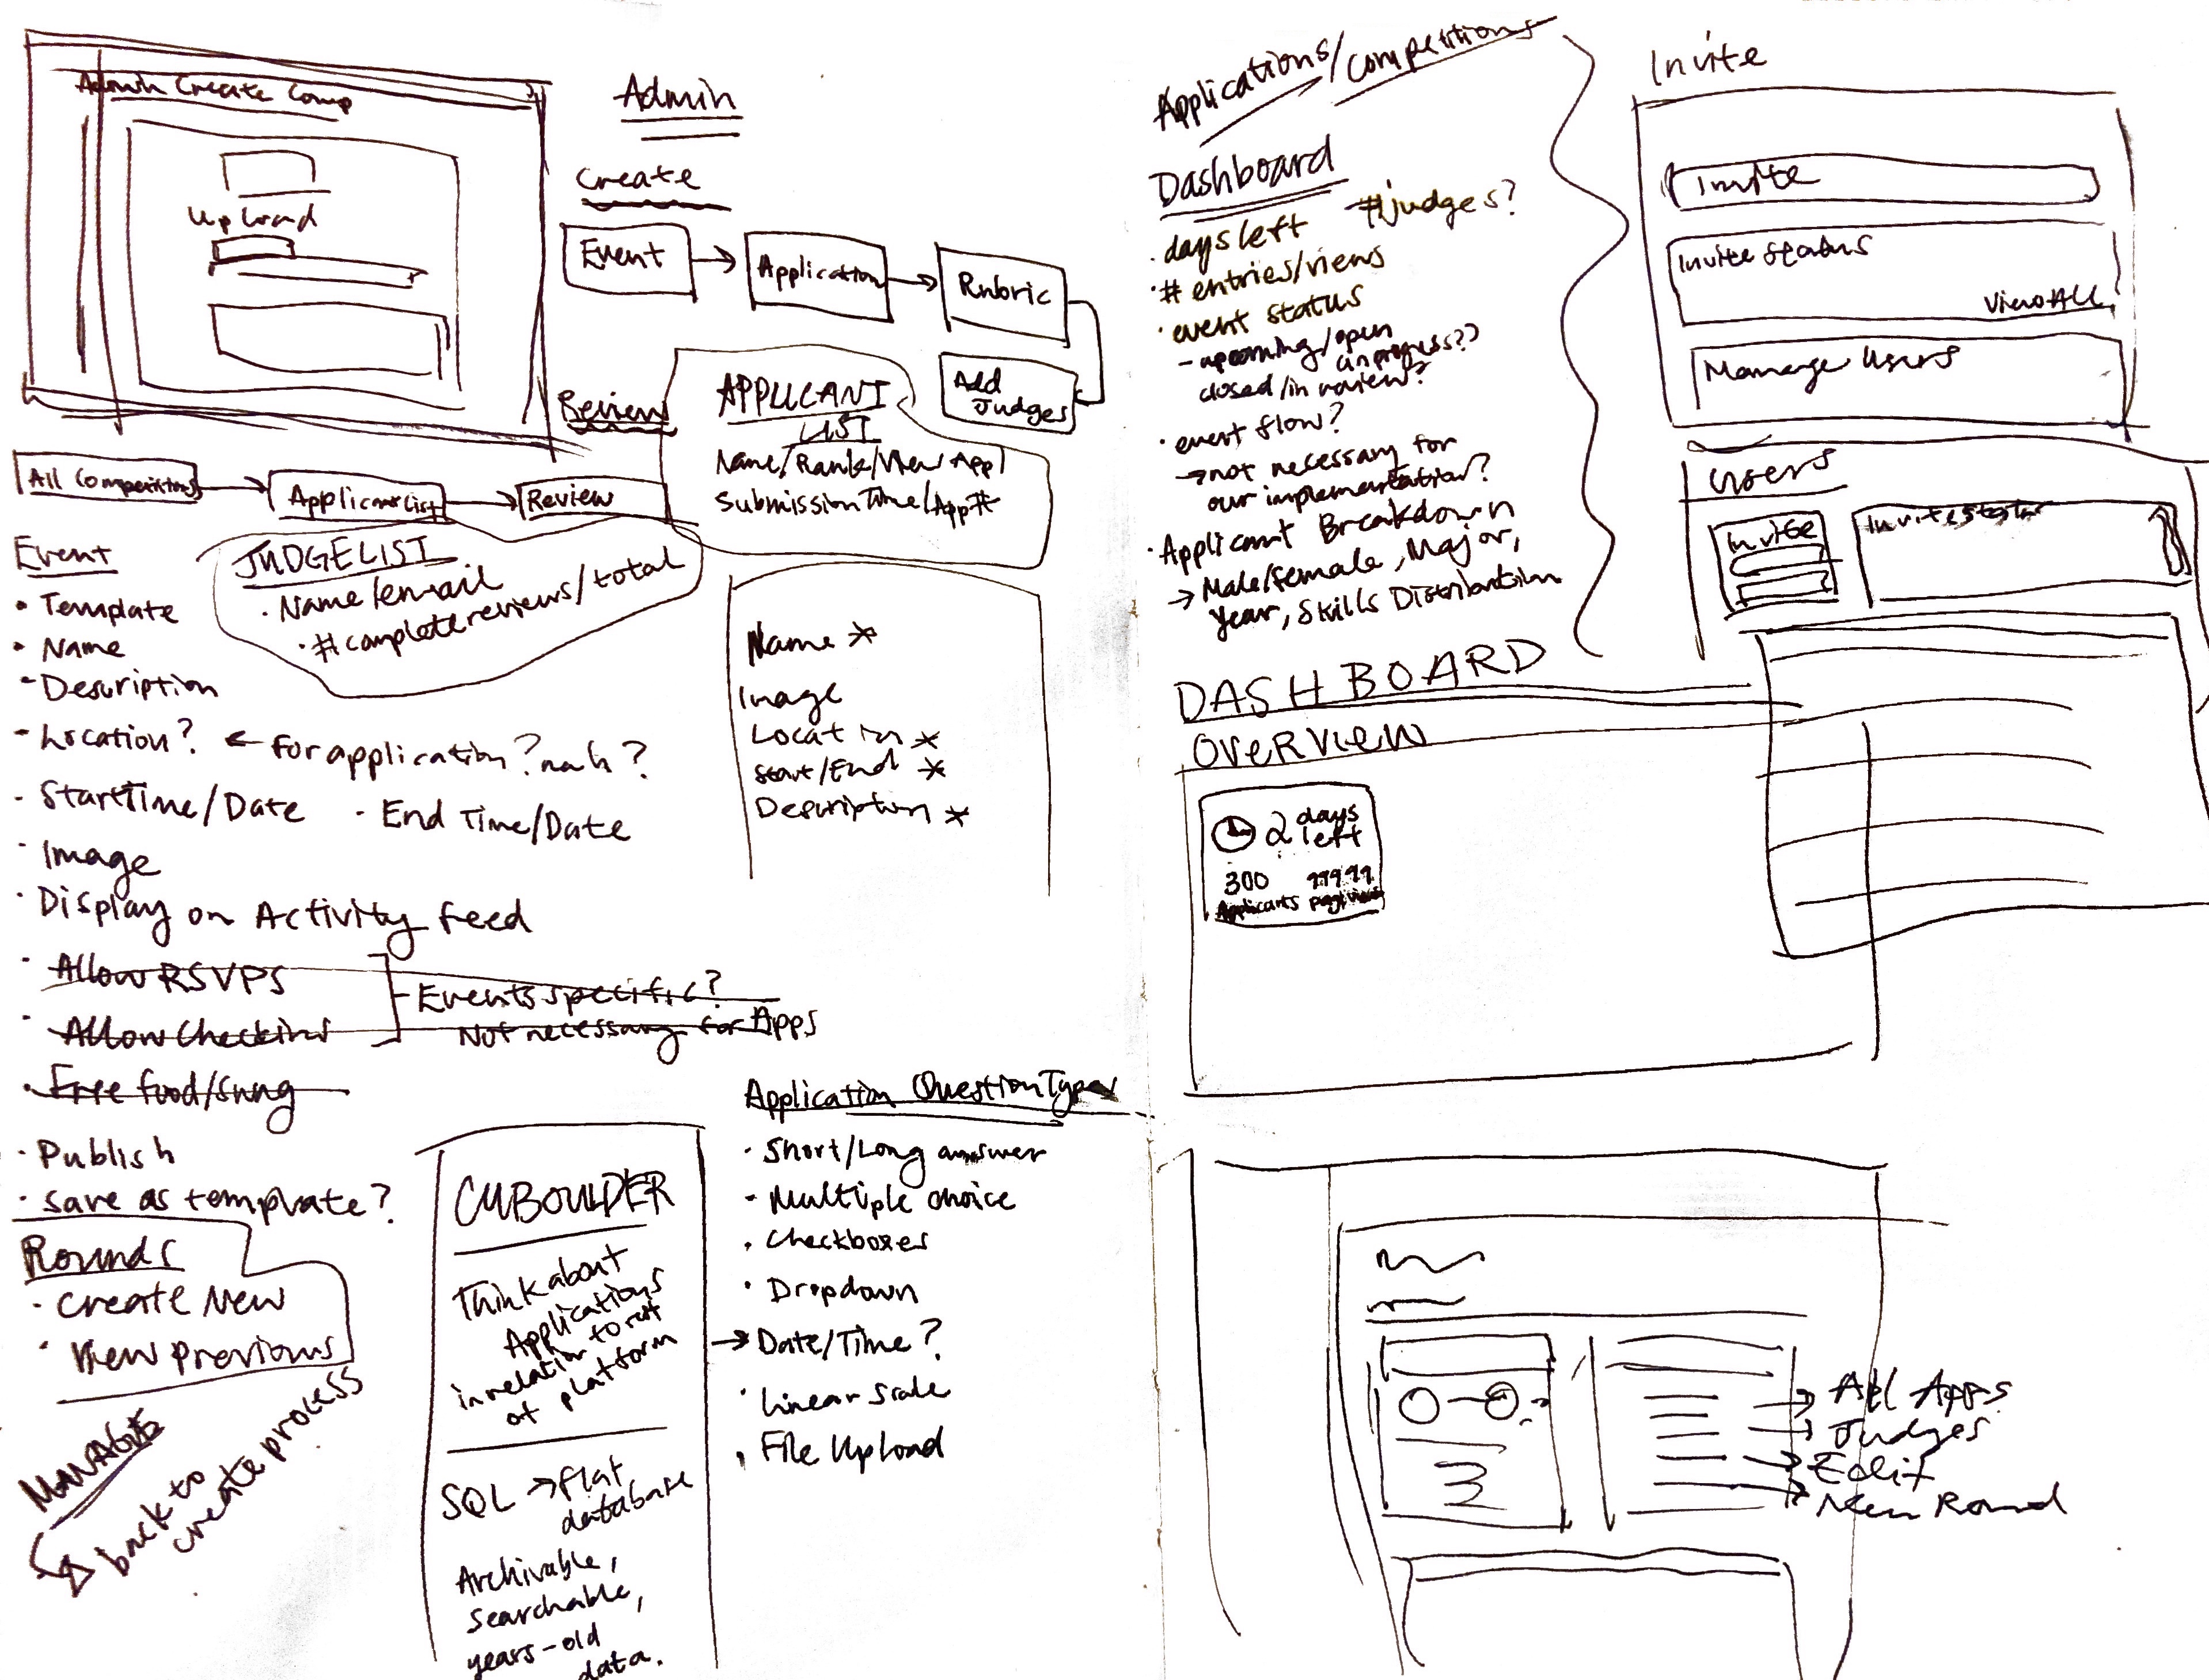 Admin Create Comp
Upload
Admin
Create
Event
Application
Rubric
Add
Judges
Review
All Competitions
Applicant List
Review
APPLICANT
LIST
Name/Rank/View App/
Submission Time/App#
JUDGE LIST
· Name/email
· # complete reviews/total
Event
· Template
· Name
- Description
- Location? ← for application? nah?
- Start Time/Date · End Time/Date
· Image
· Display on Activity feed
· Allow RSVPS
· Allow Checkins
Events specific?
Not necessary for Apps
· Free food/swag
· Publish
· save as template?
Rounds
· Create New
· View previous
MANAGE
back to
create process
Name *
Image
Location *
Start/End *
Description *
CUBOULDER
Think about
Applications
in relation to rest
of platform
SQL → flat
database
Archivable,
searchable,
years-old
data.
Application Question Types
· Short/Long answer
- Multiple choice
· Checkboxes
· Dropdown
→ Date/Time?
· Linear Scale
· File Upload
Applications/Competitions
Dashboard
· days left #judges?
· # entries/views
· event status
- upcoming/open
in progress??
closed/in review?
· event flow?
→ not necessary for
our implementation?
· Applicant Breakdown
→ Male/female, Major,
Year, Skills Distribution
DASHBOARD
OVERVIEW
2 days
left
300
Applicants
Invite
Invite
Invite status
View ALL
Manage Users
Users
Invite
All Apps
Judges
Edit
New Round